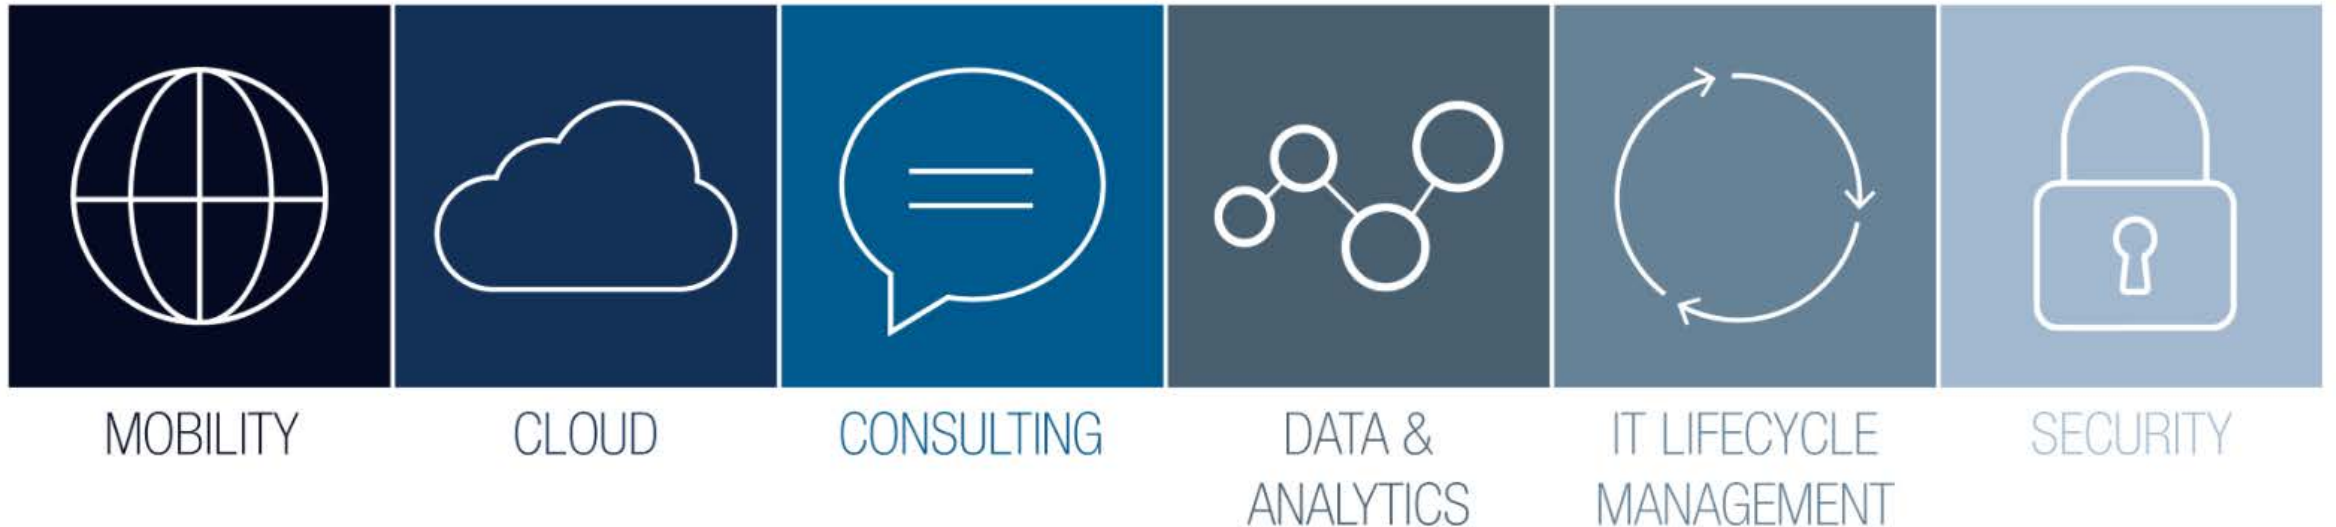 MOBILITY
CLOUD
CONSULTING
DATA &
ANALYTICS
IT LIFECYCLE
MANAGEMENT
SECURITY